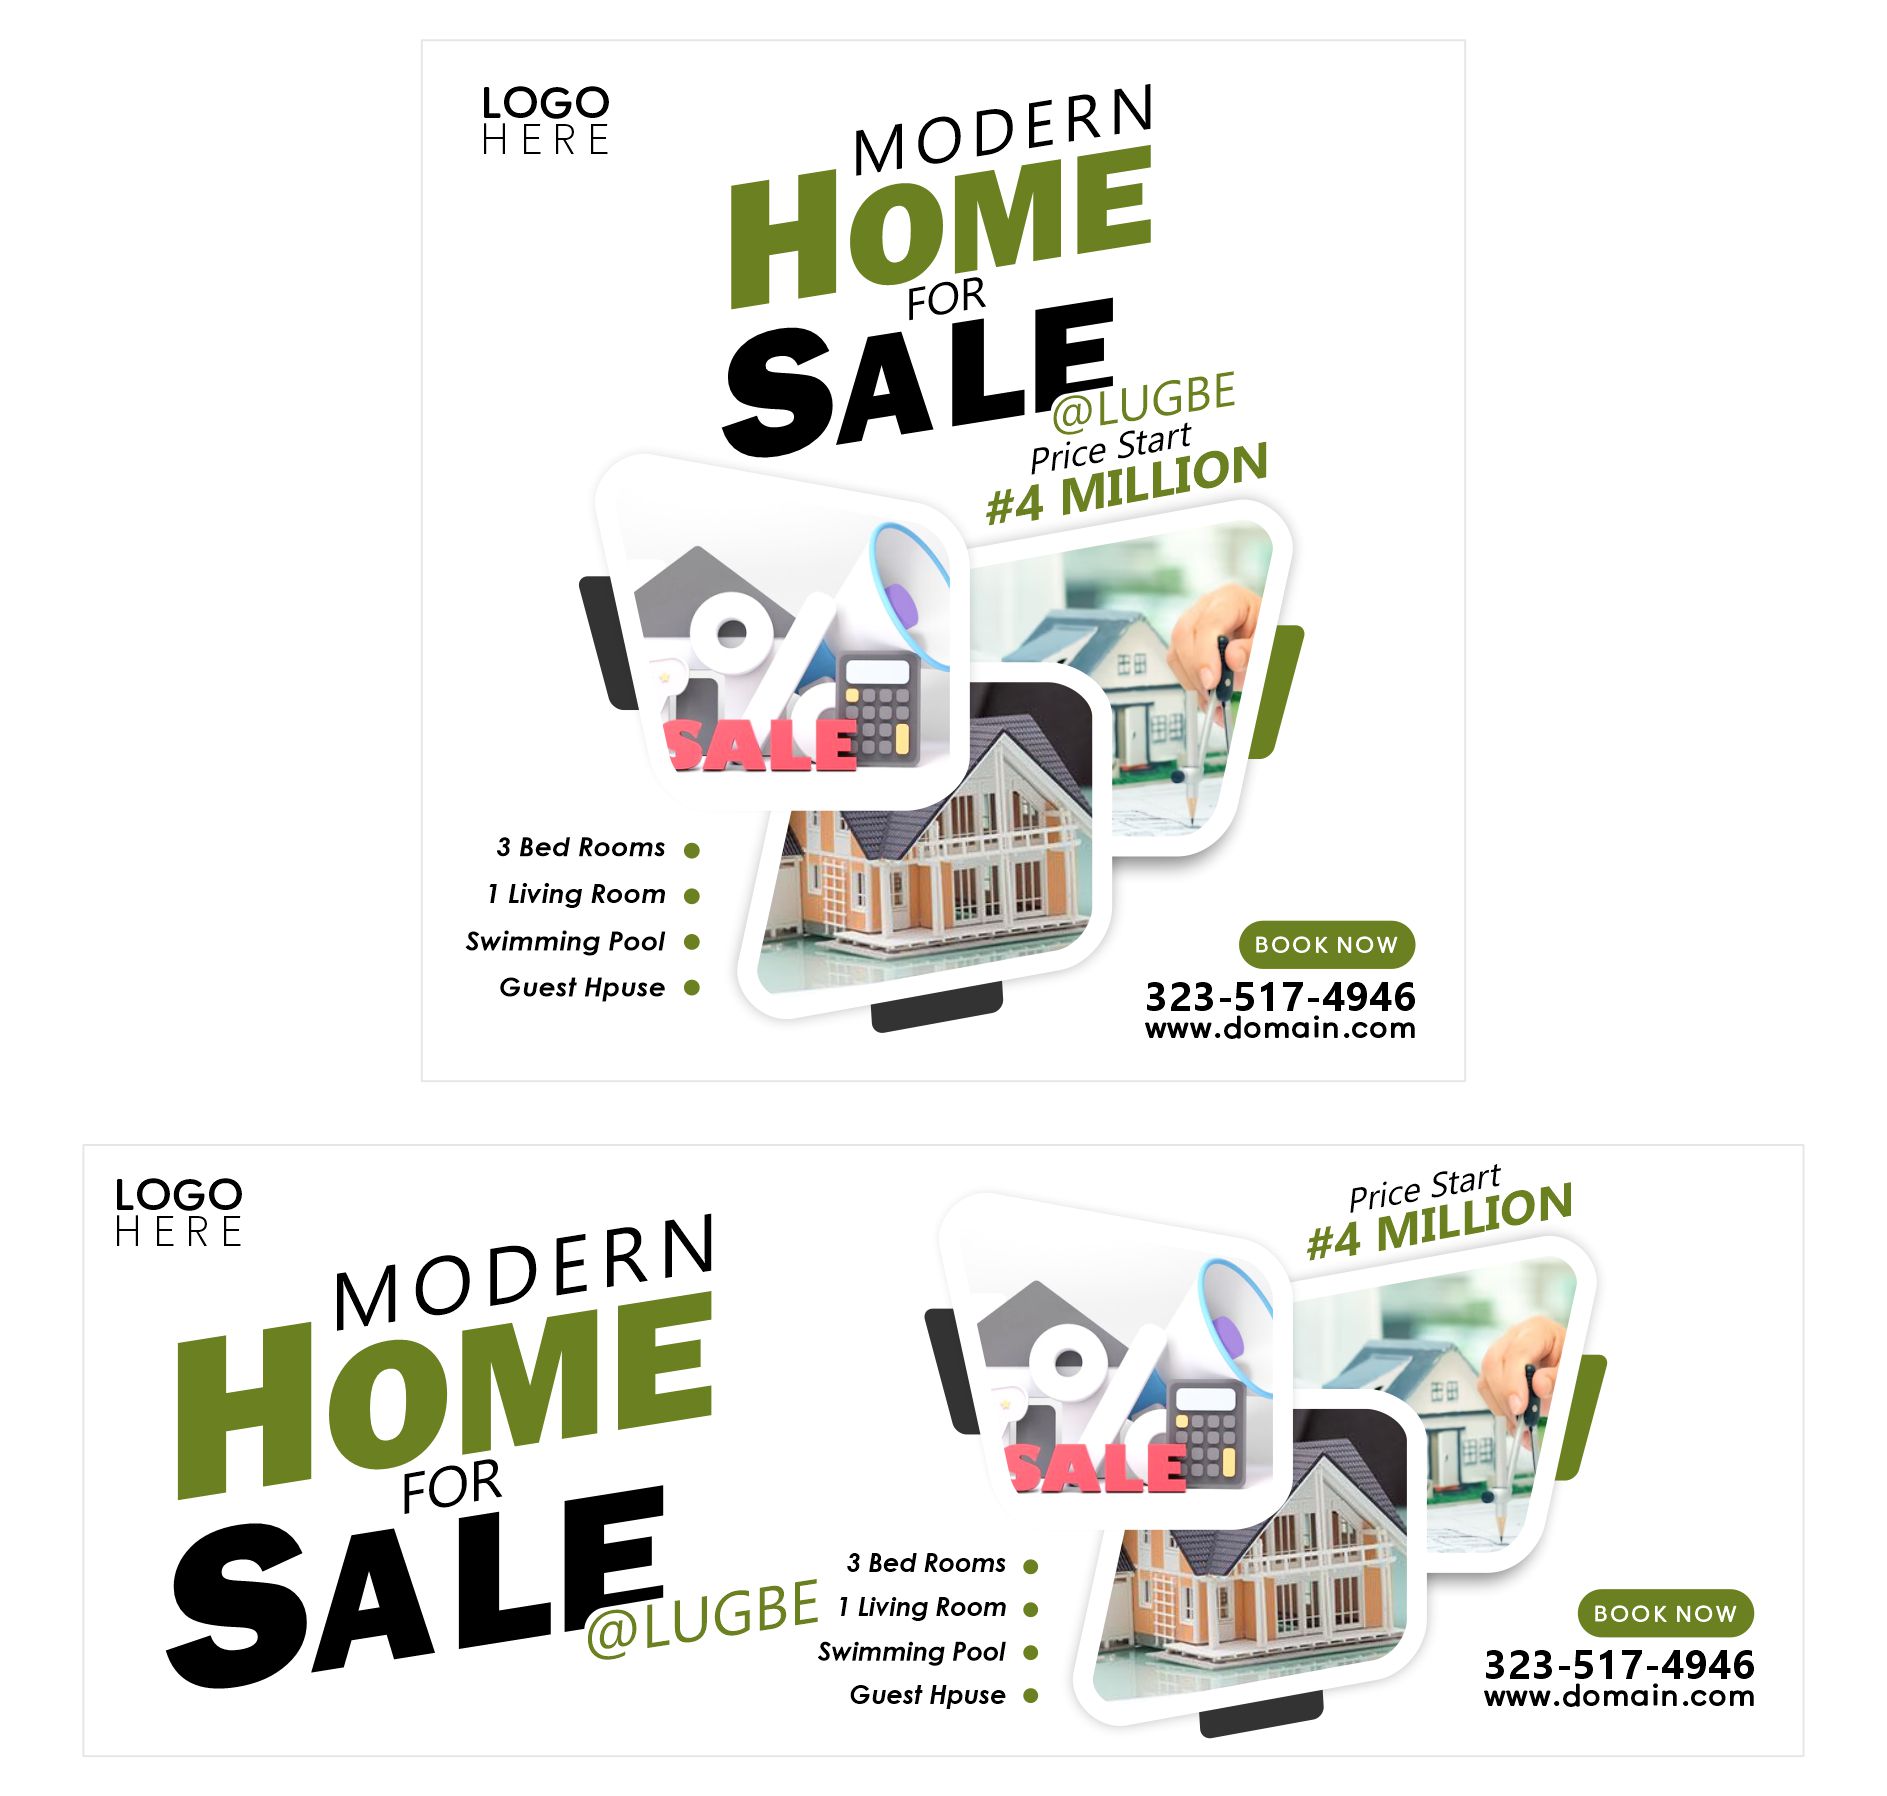 LOGO
HERE
MODERN
HOME
FOR
SALE
@LUGBE
Price Start
#4 MILLION
SALE
3 Bed Rooms
1 Living Room
Swimming Pool
Guest Hpuse
BOOK NOW
323-517-4946
www.domain.com
LOGO
HERE
MODERN
HOME
FOR
SALE
@LUGBE
Price Start
#4 MILLION
SALE
3 Bed Rooms
1 Living Room
Swimming Pool
Guest Hpuse
BOOK NOW
323-517-4946
www.domain.com